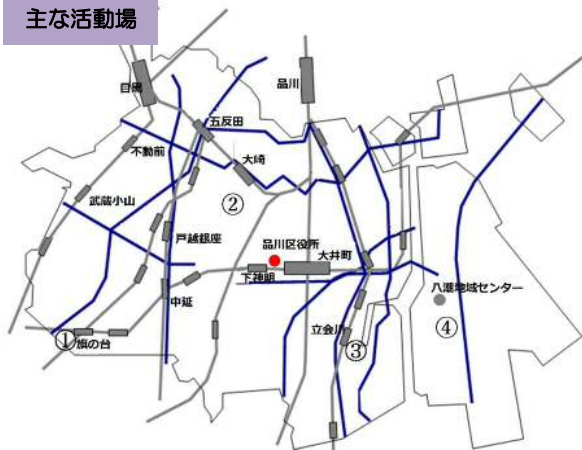 主な活動場
目黒
品川
五反田
不動前
大崎
武蔵小山
②
戸越銀座
品川区役所
大井町
下神明
八潮地域センター
中延
立会川
④
①
旗の台
③